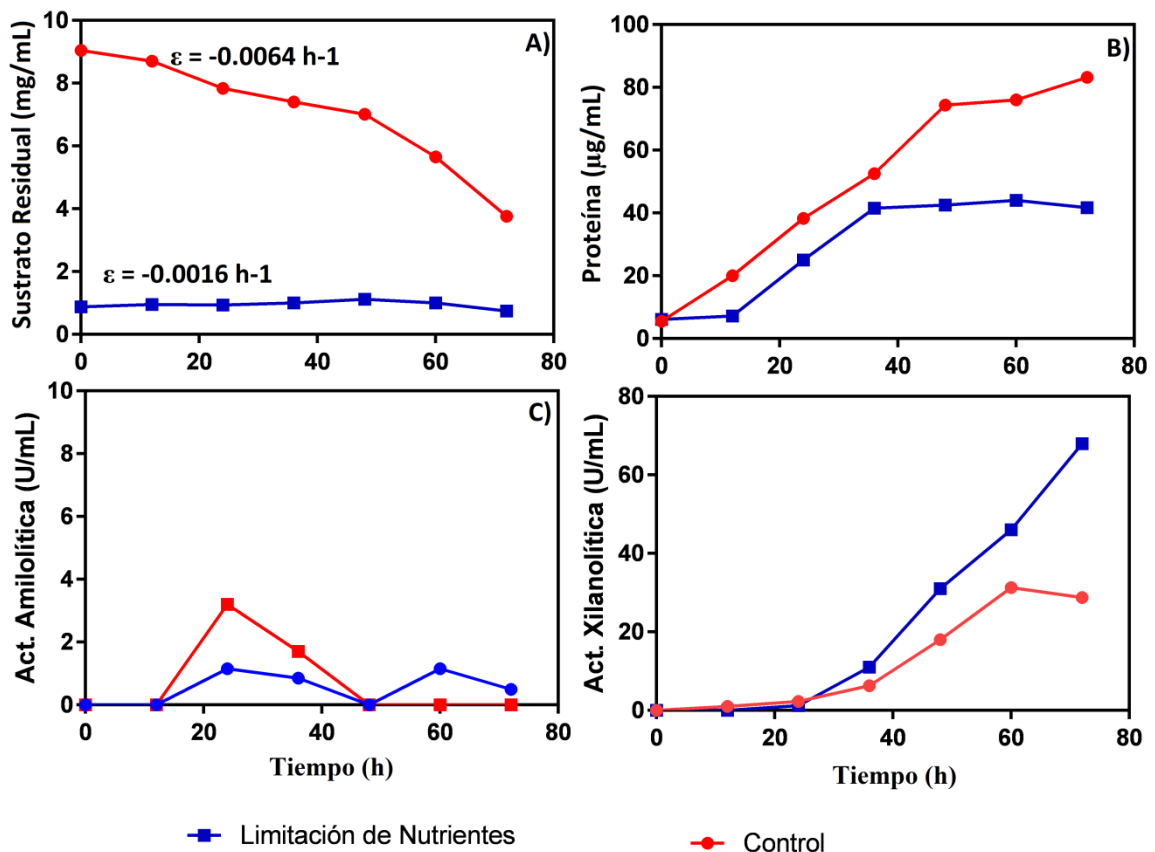 A)
ε = -0.0064 h-1
ε = -0.0016 h-1
Sustrato Residual (mg/mL)
10
8
6
4
2
0
0 20 40 60 80
B)
Proteína (µg/mL)
100
80
60
40
20
0
0 20 40 60 80
C)
Act. Amilolítica (U/mL)
10
8
6
4
2
0
0 20 40 60 80
Tiempo (h)
Act. Xilanolítica (U/mL)
80
60
40
20
0
0 20 40 60 80
Tiempo (h)
Limitación de Nutrientes
Control